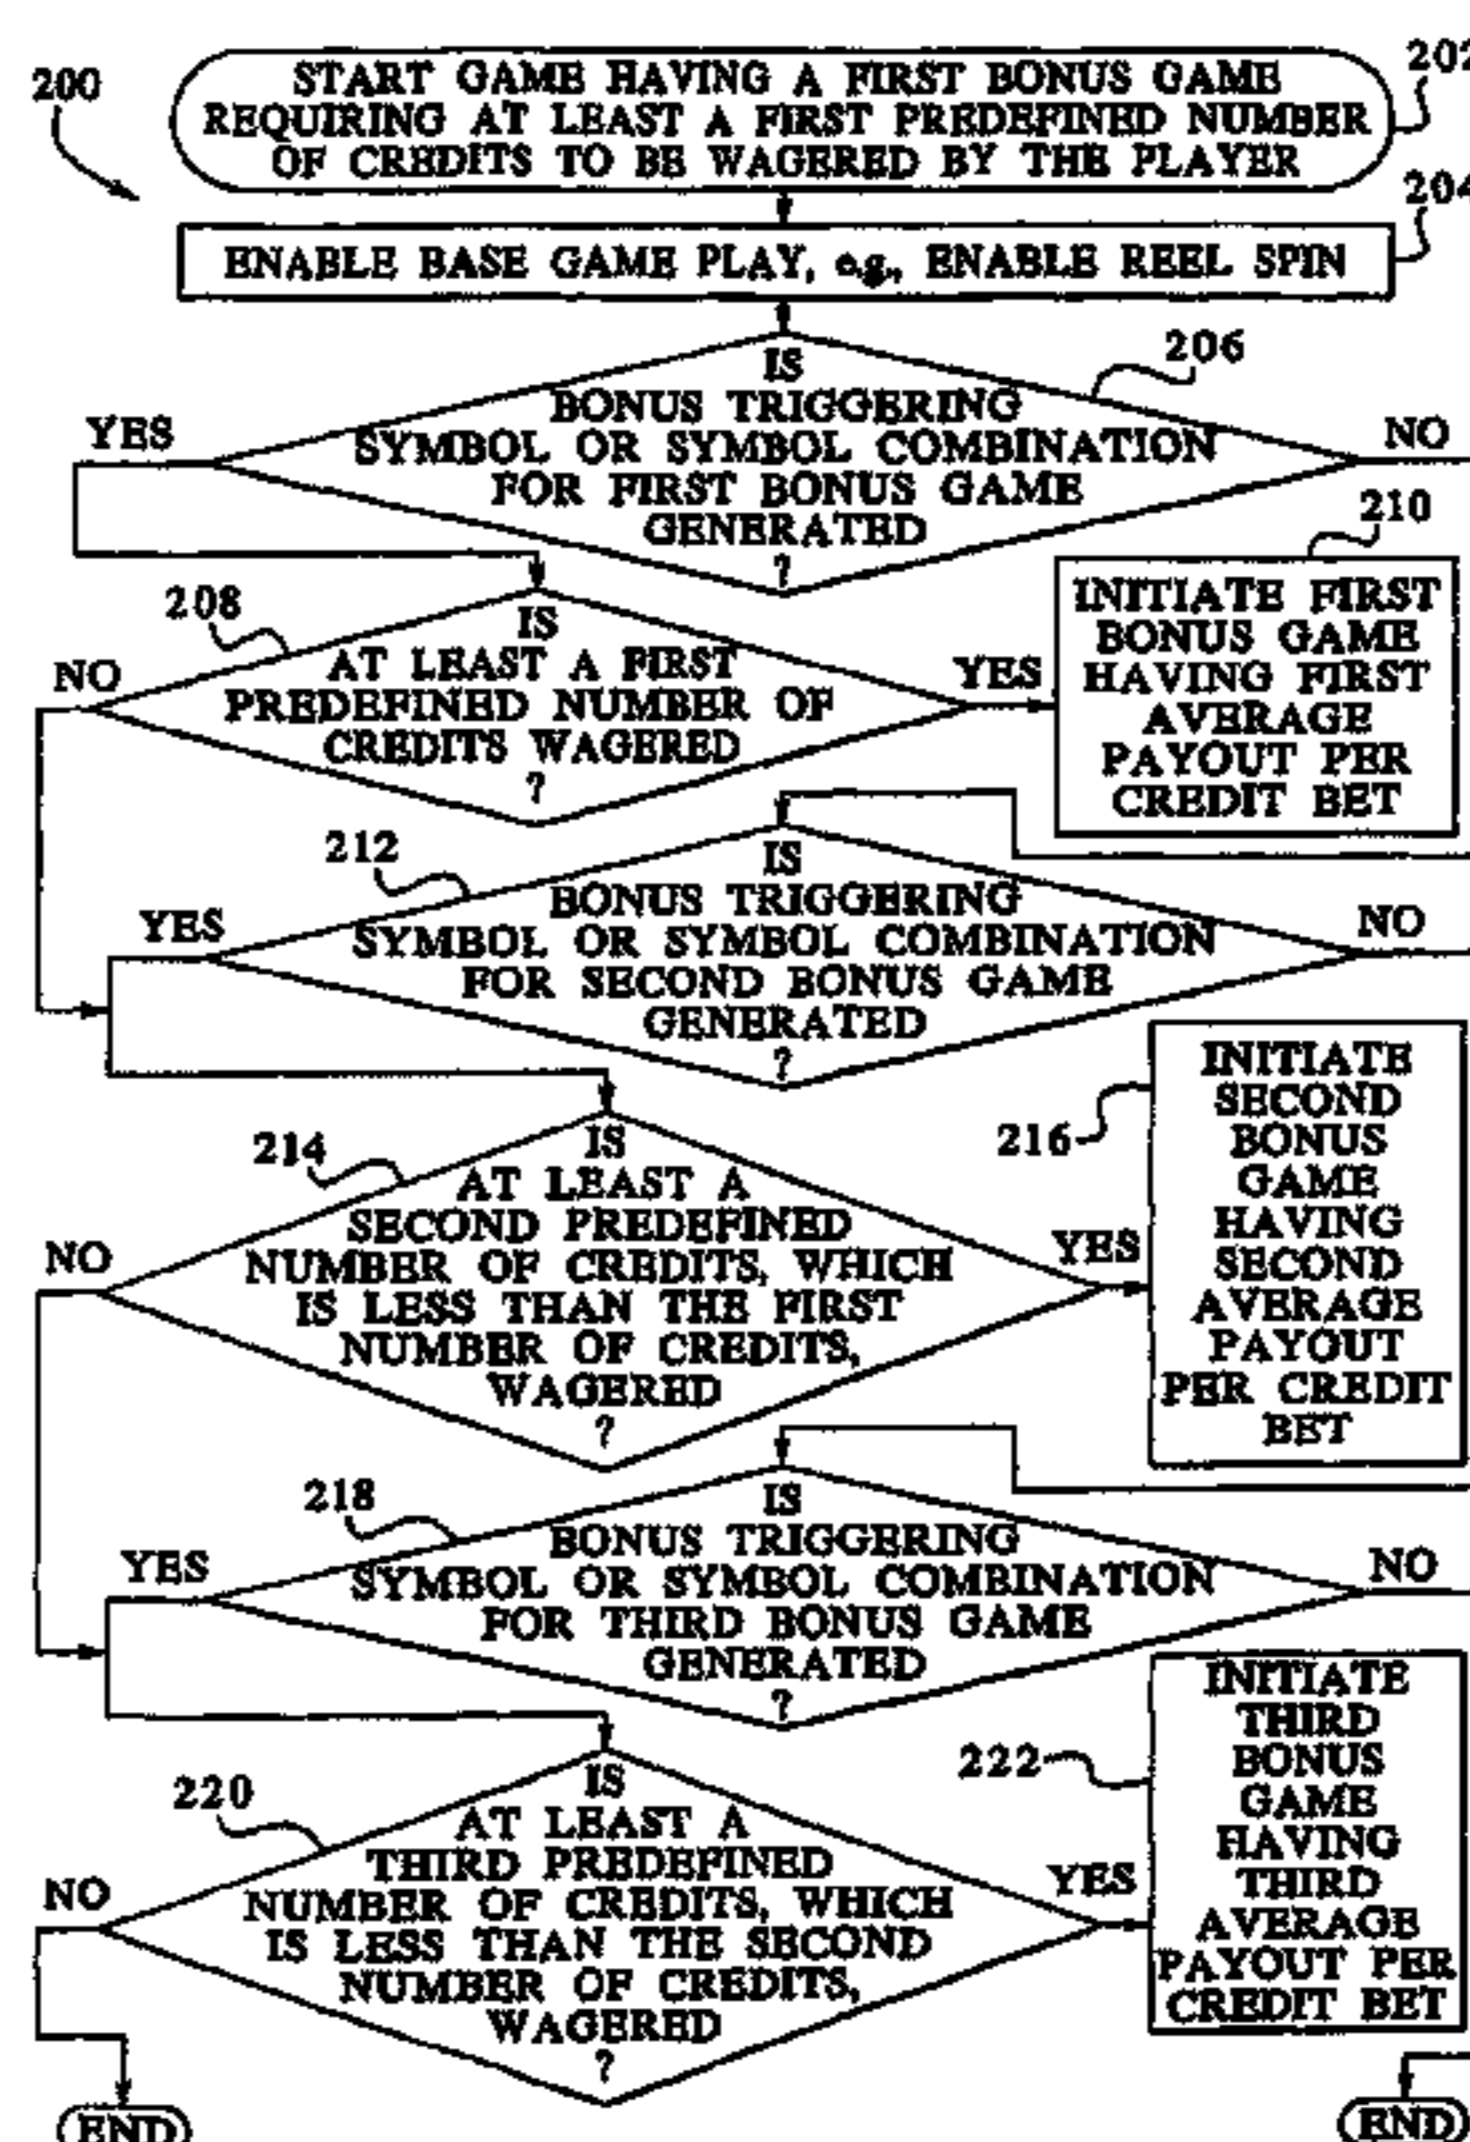 200
START GAME HAVING A FIRST BONUS GAME
REQUIRING AT LEAST A FIRST PREDEFINED NUMBER
OF CREDITS TO BE WAGERED BY THE PLAYER
202
204
ENABLE BASE GAME PLAY, e.g., ENABLE REEL SPIN
206
IS
BONUS TRIGGERING
SYMBOL OR SYMBOL COMBINATION
FOR FIRST BONUS GAME
GENERATED
?
YES
NO
208
IS
AT LEAST A FIRST
PREDEFINED NUMBER OF
CREDITS WAGERED
?
NO
YES
210
INITIATE FIRST
BONUS GAME
HAVING FIRST
AVERAGE
PAYOUT PER
CREDIT BET
212
IS
BONUS TRIGGERING
SYMBOL OR SYMBOL COMBINATION
FOR SECOND BONUS GAME
GENERATED
?
YES
NO
214
IS
AT LEAST A
SECOND PREDEFINED
NUMBER OF CREDITS, WHICH
IS LESS THAN THE FIRST
NUMBER OF CREDITS,
WAGERED
?
NO
YES
216
INITIATE
SECOND
BONUS
GAME
HAVING
SECOND
AVERAGE
PAYOUT
PER CREDIT
BET
218
IS
BONUS TRIGGERING
SYMBOL OR SYMBOL COMBINATION
FOR THIRD BONUS GAME
GENERATED
?
YES
NO
220
IS
AT LEAST A
THIRD PREDEFINED
NUMBER OF CREDITS, WHICH
IS LESS THAN THE SECOND
NUMBER OF CREDITS,
WAGERED
?
NO
YES
222
INITIATE
THIRD
BONUS
GAME
HAVING
THIRD
AVERAGE
PAYOUT PER
CREDIT BET
END
END